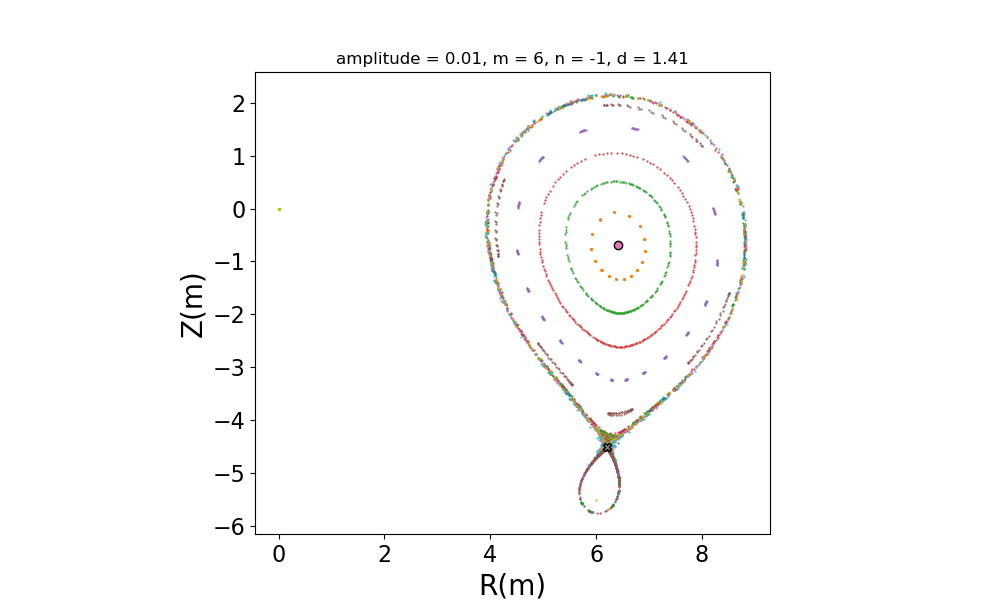 amplitude = 0.01, m = 6, n = -1, d = 1.41
2
1
0
−1
−2
−3
−4
−5
−6
Z(m)
0 2 4 6 8
R(m)